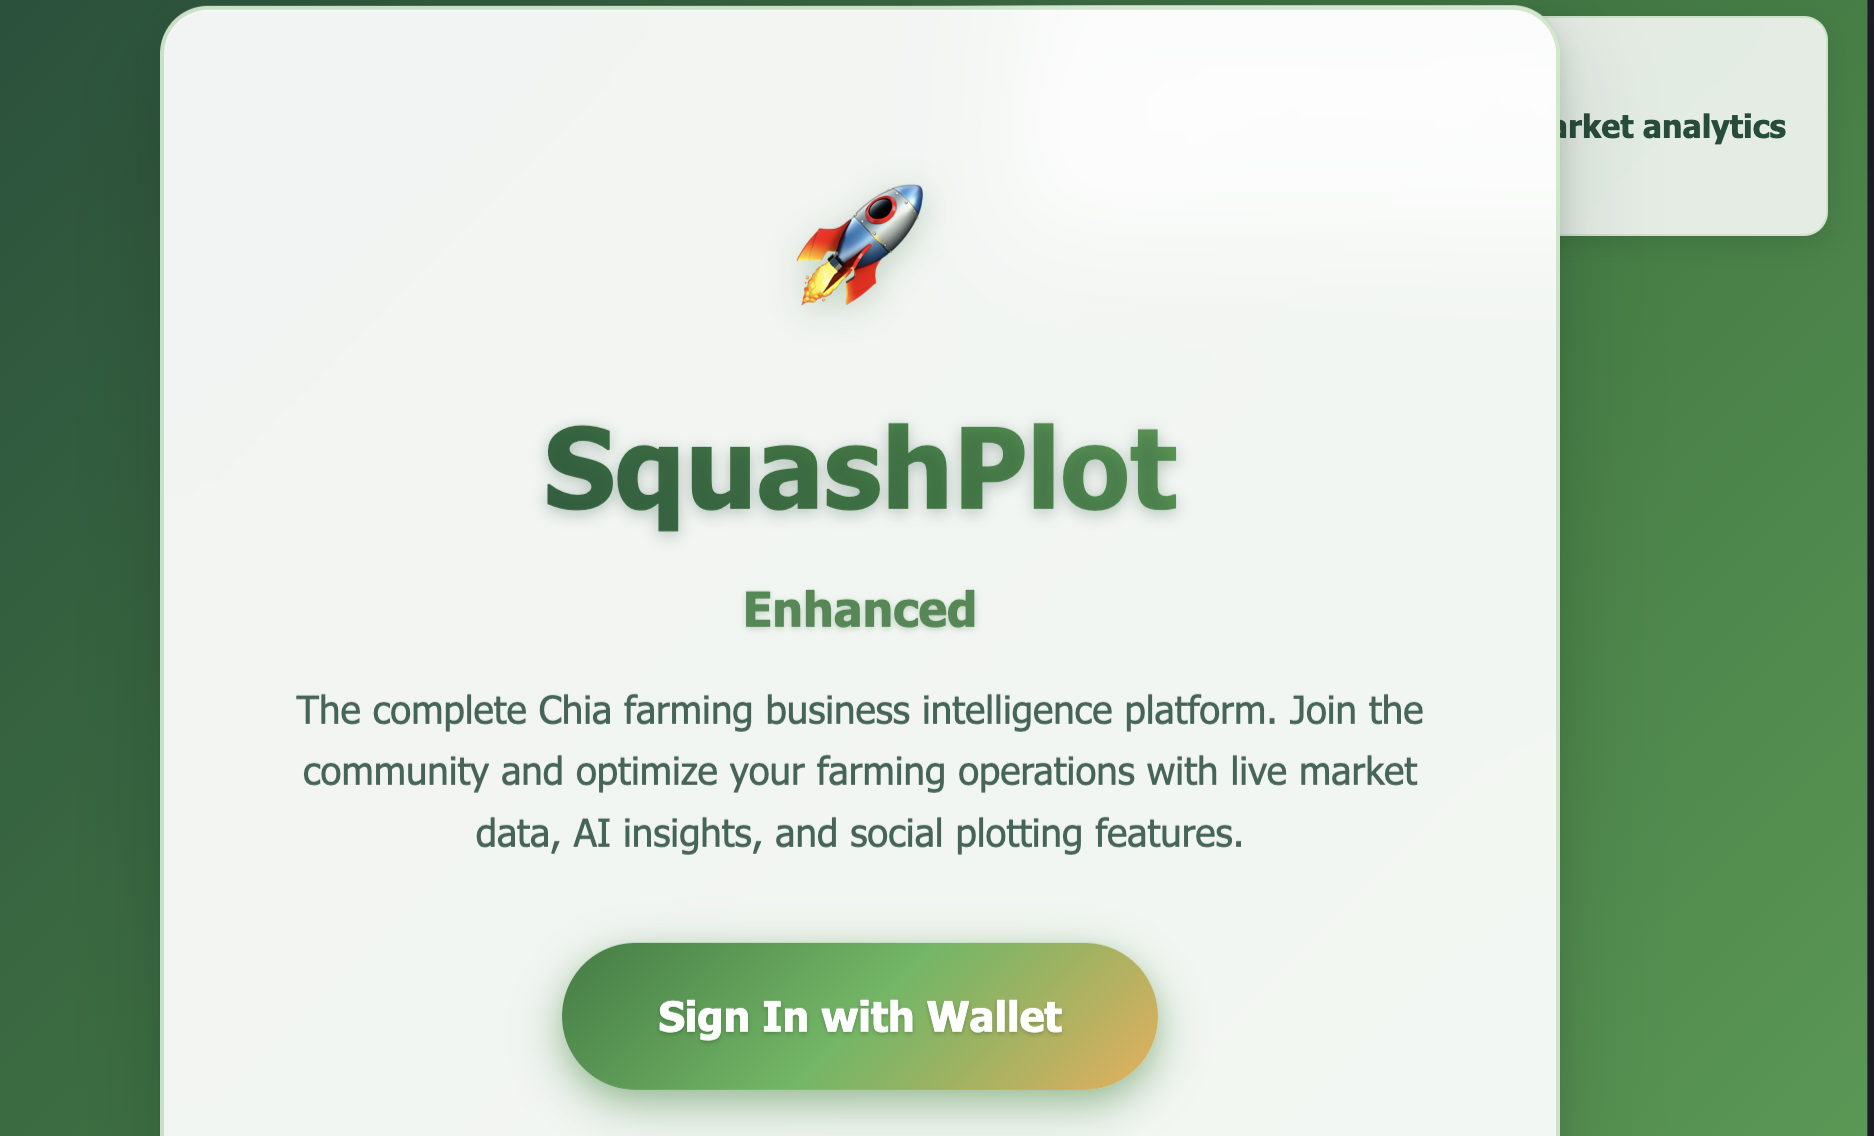 market analytics
SquashPlot
Enhanced
The complete Chia farming business intelligence platform. Join the
community and optimize your farming operations with live market
data, AI insights, and social plotting features.
Sign In with Wallet